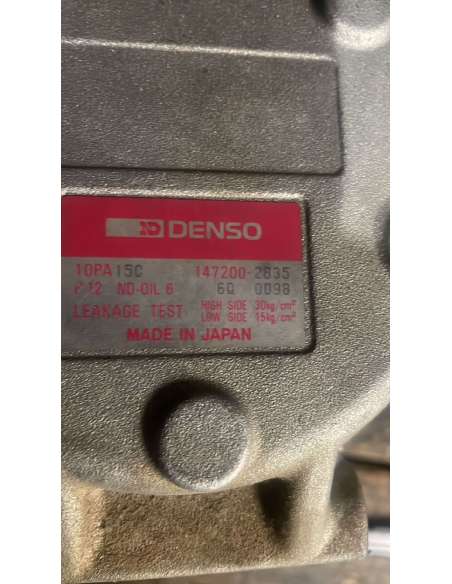 ND DENSO
10PA15C 147200-2835
R 12 ND-OIL 6 6Q 0098
LEAKAGE TEST HIGH SIDE 30kg/cm²
LOW SIDE 15kg/cm²
MADE IN JAPAN